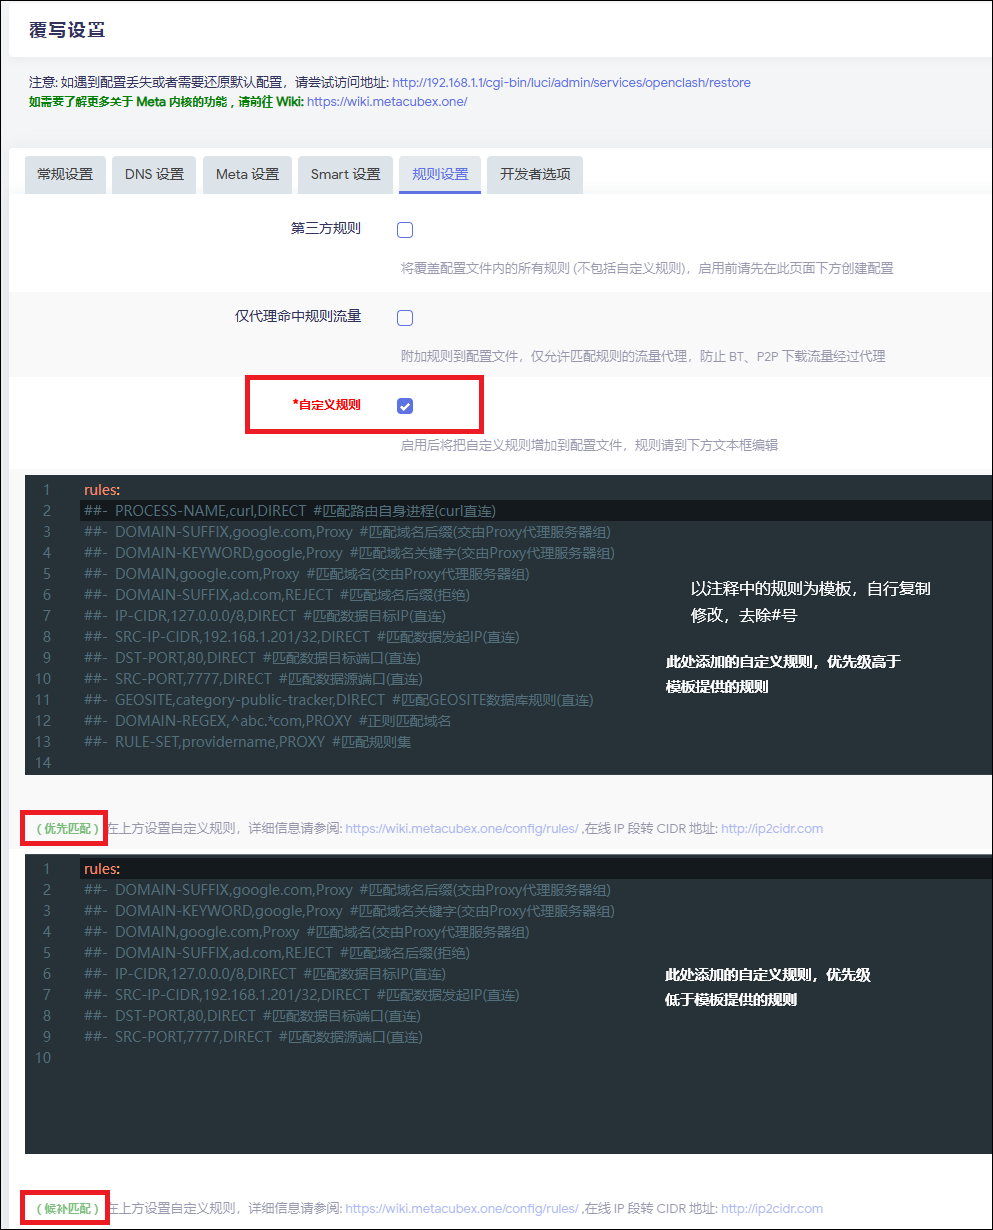 覆写设置
注意: 如遇到配置丢失或者需要还原默认配置，请尝试访问地址: http://192.168.1.1/cgi-bin/luci/admin/services/openclash/restore
如需要了解更多关于 Meta 内核的功能，请前往 Wiki: https://wiki.metacubex.one/
常规设置 DNS 设置 Meta 设置 Smart 设置 规则设置 开发者选项
第三方规则
将覆盖配置文件内的所有规则 (不包括自定义规则)，启用前请先在此页面下方创建配置
仅代理命中规则流量
附加规则到配置文件，仅允许匹配规则的流量代理，防止 BT、P2P 下载流量经过代理
*自定义规则
启用后将把自定义规则增加到配置文件，规则请到下方文本框编辑
1 rules:
2 ##- PROCESS-NAME,curl,DIRECT #匹配路由自身进程(curl直连)
3 ##- DOMAIN-SUFFIX,google.com,Proxy #匹配域名后缀(交由Proxy代理服务器组)
4 ##- DOMAIN-KEYWORD,google,Proxy #匹配域名关键字(交由Proxy代理服务器组)
5 ##- DOMAIN,google.com,Proxy #匹配域名(交由Proxy代理服务器组)
6 ##- DOMAIN-SUFFIX,ad.com,REJECT #匹配域名后缀(拒绝)
7 ##- IP-CIDR,127.0.0.0/8,DIRECT #匹配数据目标IP(直连)
8 ##- SRC-IP-CIDR,192.168.1.201/32,DIRECT #匹配数据发起IP(直连)
9 ##- DST-PORT,80,DIRECT #匹配数据目标端口(直连)
10 ##- SRC-PORT,7777,DIRECT #匹配数据源端口(直连)
11 ##- GEOSITE,category-public-tracker,DIRECT #匹配GEOSITE数据库规则(直连)
12 ##- DOMAIN-REGEX,^abc.*com,PROXY #正则匹配域名
13 ##- RULE-SET,providername,PROXY #匹配规则集
14
以注释中的规则为模板，自行复制
修改，去除#号
此处添加的自定义规则，优先级高于
模板提供的规则
（优先匹配）在上方设置自定义规则，详细信息请参阅: https://wiki.metacubex.one/config/rules/ ,在线 IP 段转 CIDR 地址: http://ip2cidr.com
1 rules:
2 ##- DOMAIN-SUFFIX,google.com,Proxy #匹配域名后缀(交由Proxy代理服务器组)
3 ##- DOMAIN-KEYWORD,google,Proxy #匹配域名关键字(交由Proxy代理服务器组)
4 ##- DOMAIN,google.com,Proxy #匹配域名(交由Proxy代理服务器组)
5 ##- DOMAIN-SUFFIX,ad.com,REJECT #匹配域名后缀(拒绝)
6 ##- IP-CIDR,127.0.0.0/8,DIRECT #匹配数据目标IP(直连)
7 ##- SRC-IP-CIDR,192.168.1.201/32,DIRECT #匹配数据发起IP(直连)
8 ##- DST-PORT,80,DIRECT #匹配数据目标端口(直连)
9 ##- SRC-PORT,7777,DIRECT #匹配数据源端口(直连)
10
此处添加的自定义规则，优先级
低于模板提供的规则
（候补匹配）在上方设置自定义规则，详细信息请参阅: https://wiki.metacubex.one/config/rules/ ,在线 IP 段转 CIDR 地址: http://ip2cidr.com